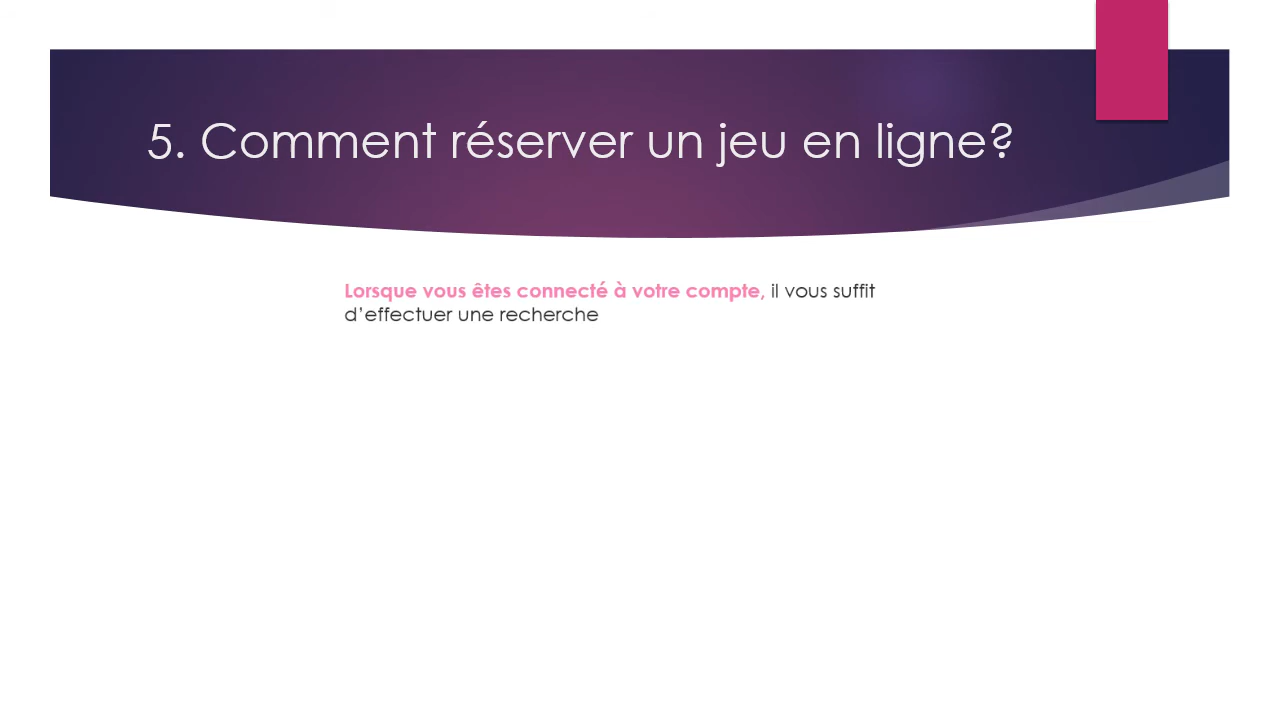 5. Comment réserver un jeu en ligne?
Lorsque vous êtes connecté à votre compte, il vous suffit
d’effectuer une recherche